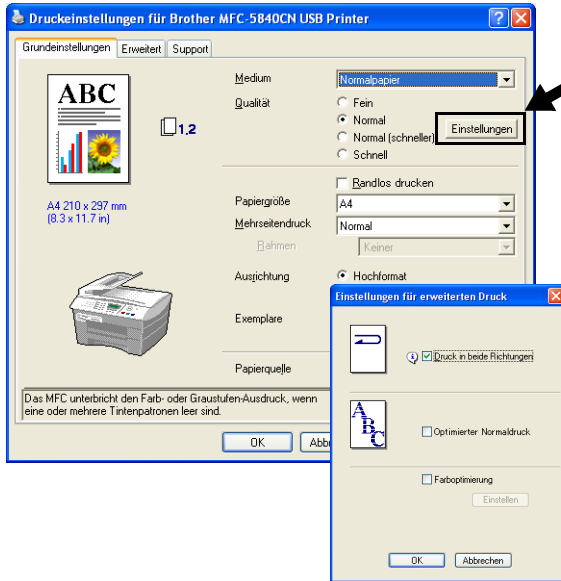 Druckeinstellungen für Brother MFC-5840CN USB Printer
Grundeinstellungen Erweitert Support
ABC
1.2
A4 210 x 297 mm
(8.3 x 11.7 in)
Medium Normalpapier
Qualität Fein
Normal
Normal (schneller)
Schnell
Einstellungen
Randlos drucken
Papiergröße A4
Mehrseitendruck Normal
Rahmen Keiner
Ausrichtung Hochformat
Exemplare
Papierquelle
Das MFC unterbricht den Farb- oder Graustufen-Ausdruck, wenn
eine oder mehrere Tintenpatronen leer sind.
OK
Einstellungen für erweiterten Druck
Druck in beide Richtungen
ABC
Optimierter Normaldruck
Farboptimierung
Einstellen
OK Abbrechen